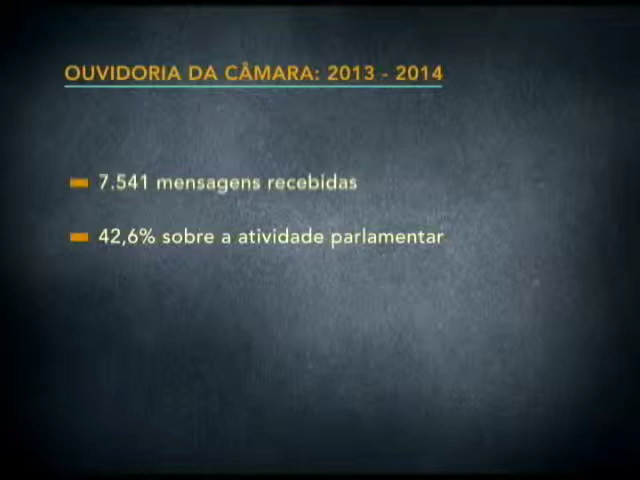 OUVIDORIA DA CÂMARA: 2013 - 2014
7.541 mensagens recebidas
42,6% sobre a atividade parlamentar